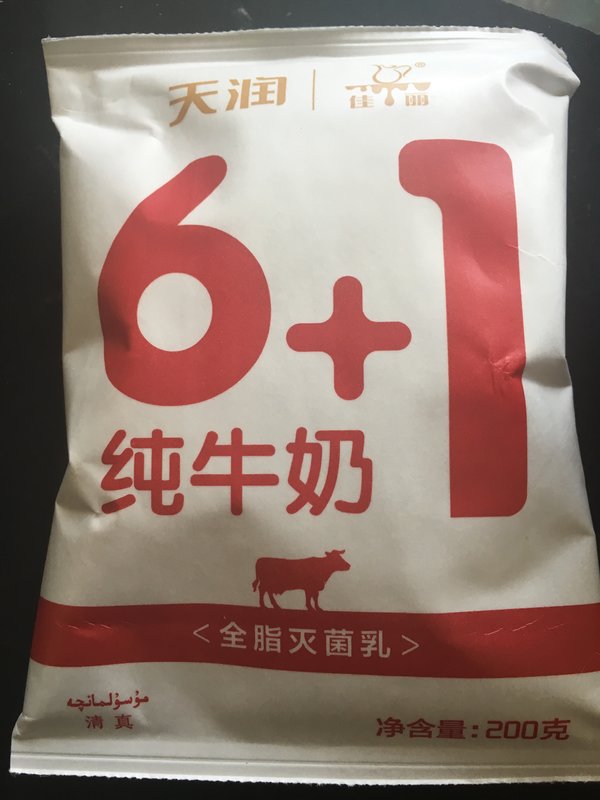 天润 | 佳丽®
6+1
纯牛奶
<全脂灭菌乳>
مۇسۇلمانچە
清真
净含量:200克